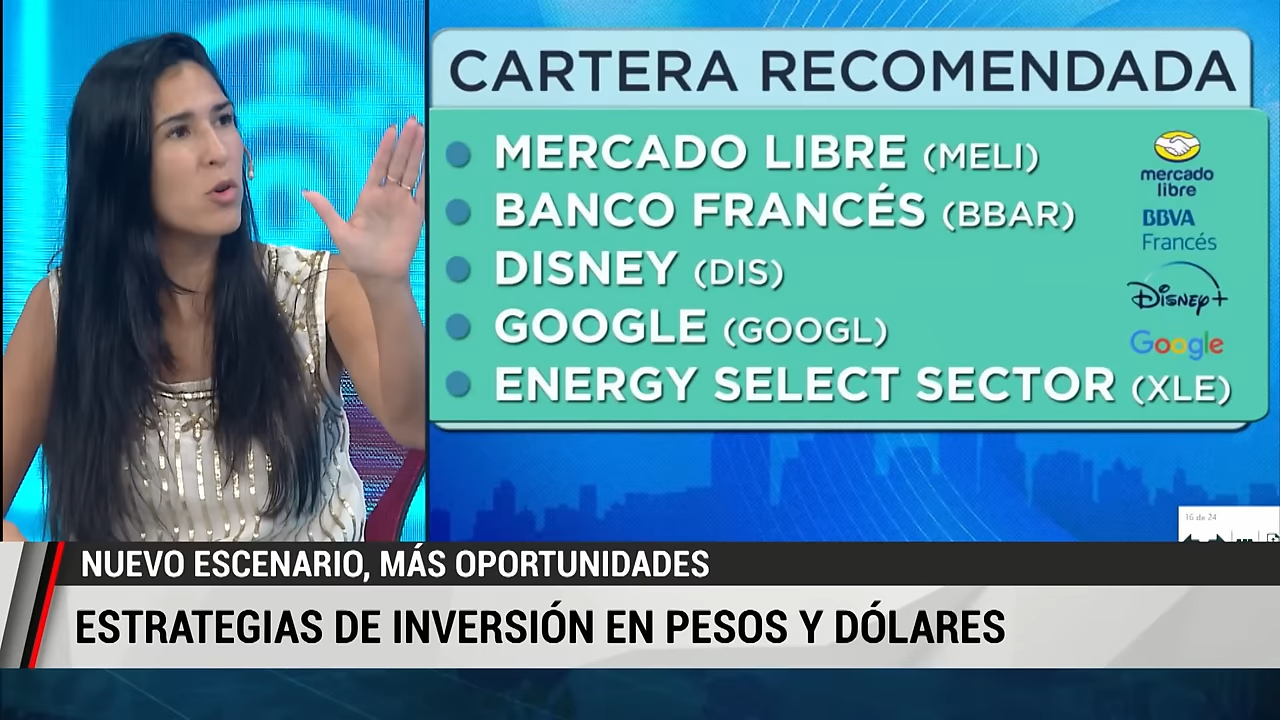 CARTERA RECOMENDADA
MERCADO LIBRE (MELI)
BANCO FRANCÉS (BBAR)
DISNEY (DIS)
GOOGLE (GOOGL)
ENERGY SELECT SECTOR (XLE)
mercado
libre
BBVA
Francés
Disney+
Google
16 de 24
NUEVO ESCENARIO, MÁS OPORTUNIDADES
ESTRATEGIAS DE INVERSIÓN EN PESOS Y DÓLARES